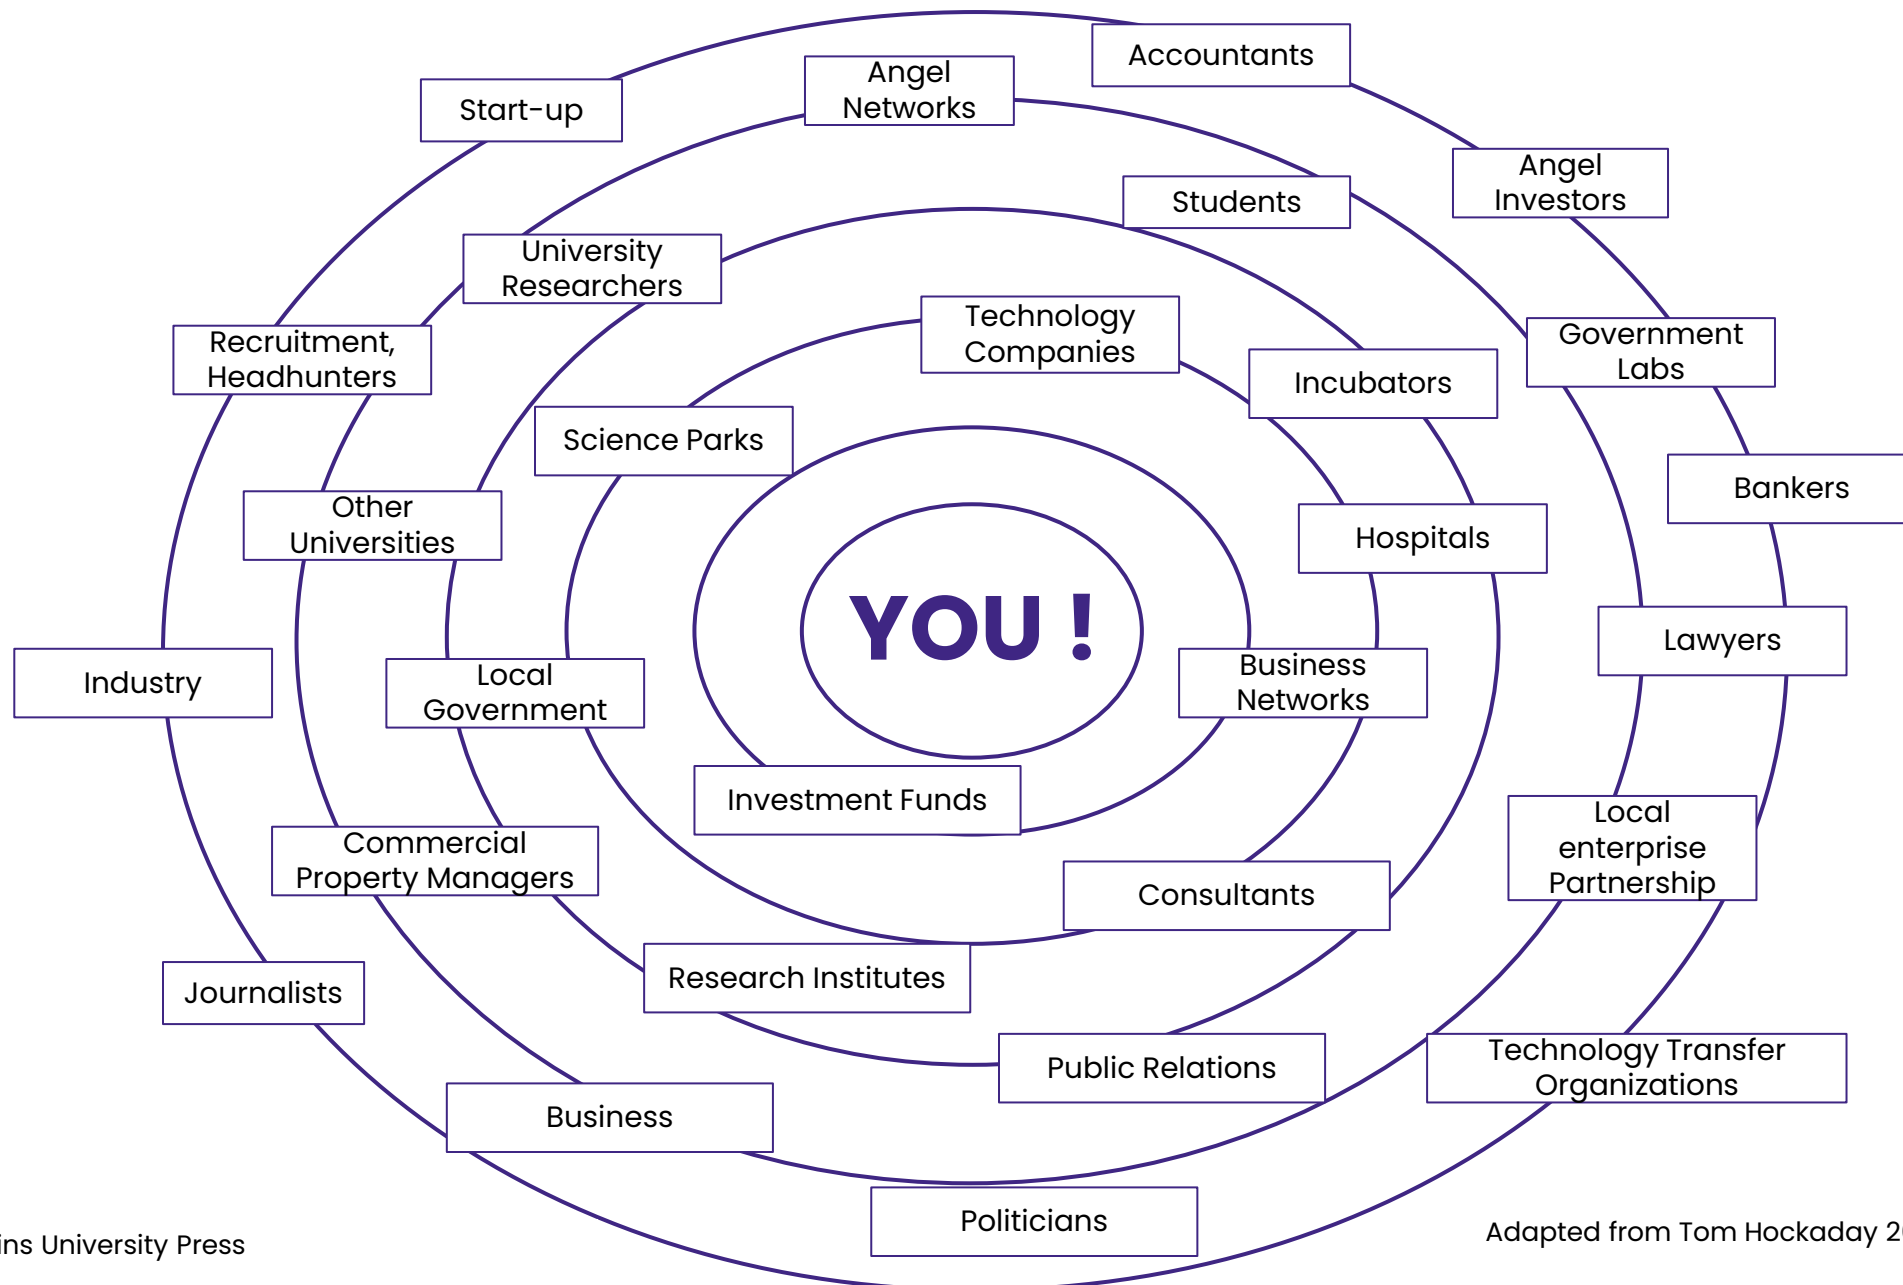 Accountants
Angel
Networks
Start-up
Angel
Investors
Students
University
Researchers
Technology
Companies
Government
Labs
Recruitment,
Headhunters
Incubators
Science Parks
Bankers
Other
Universities
Hospitals
YOU !
Lawyers
Industry
Local
Government
Business
Networks
Investment Funds
Local
enterprise
Partnership
Commercial
Property Managers
Consultants
Research Institutes
Journalists
Public Relations
Technology Transfer
Organizations
Business
Politicians
University Press
Adapted from Tom Hockaday